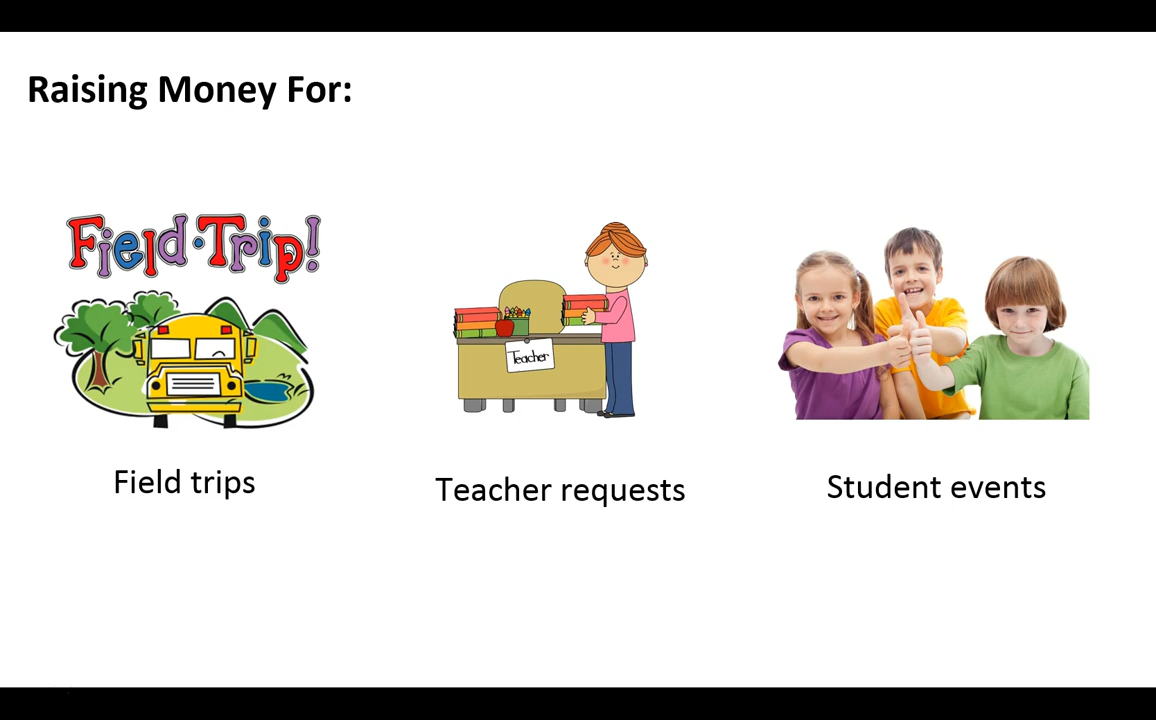 Raising Money For:
Field·Trip!
Teacher
Field trips
Teacher requests
Student events